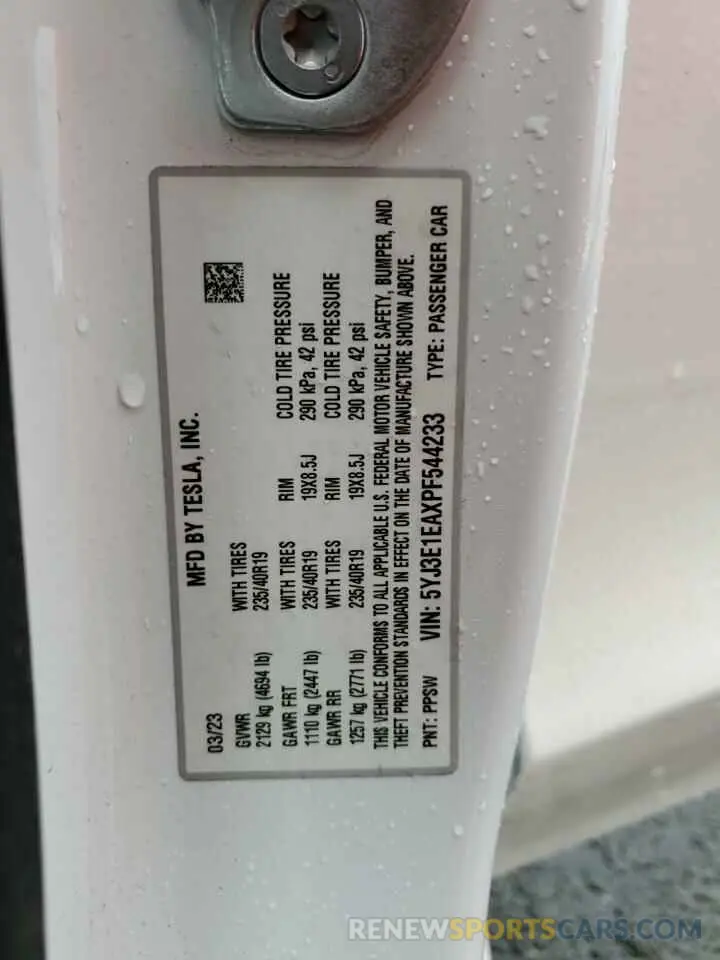 MFD BY TESLA, INC.
03/23
GVWR WITH TIRES
2129 kg (4694 lb) 235/40R19
GAWR FRT WITH TIRES RIM COLD TIRE PRESSURE
1110 kg (2447 lb) 235/40R19 19X8.5J 290 kPa, 42 psi
GAWR RR WITH TIRES RIM COLD TIRE PRESSURE
1257 kg (2771 lb) 235/40R19 19X8.5J 290 kPa, 42 psi
THIS VEHICLE CONFORMS TO ALL APPLICABLE U.S. FEDERAL MOTOR VEHICLE SAFETY, BUMPER, AND
THEFT PREVENTION STANDARDS IN EFFECT ON THE DATE OF MANUFACTURE SHOWN ABOVE.
PNT: PPSW VIN: 5YJ3E1EAXPF544233 TYPE: PASSENGER CAR
RENEWSPORTSCARS.COM